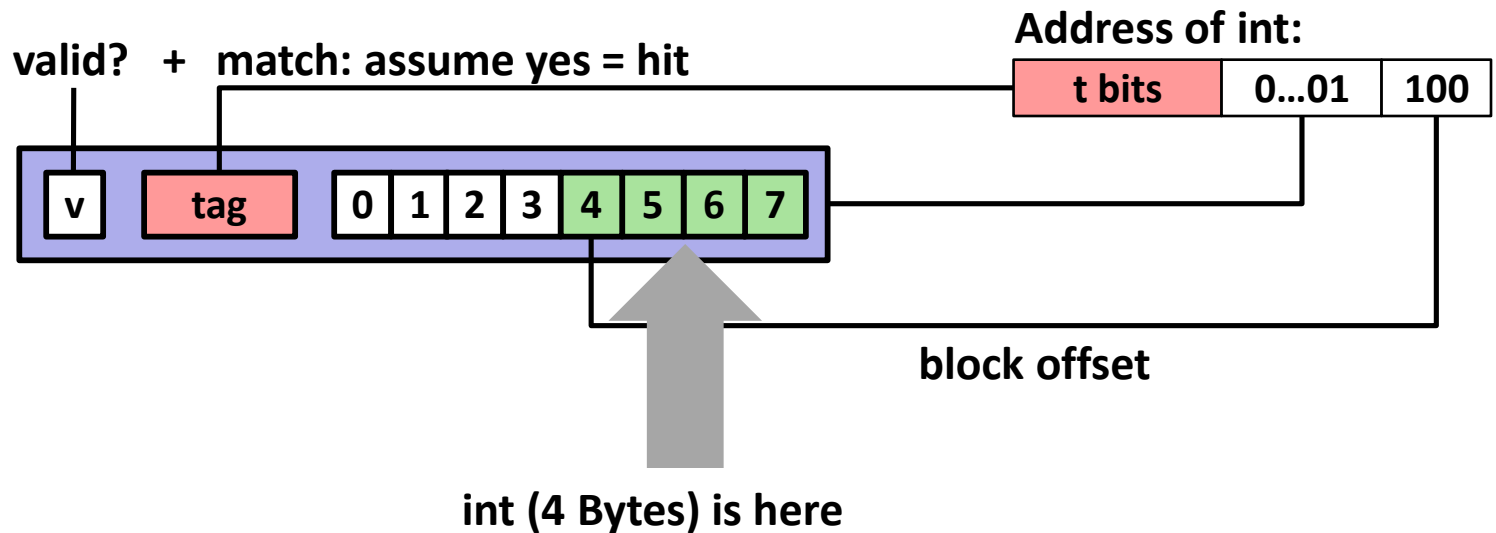 Address of int:
valid? + match: assume yes = hit
t bits 0...01 100
v tag 0 1 2 3 4 5 6 7
block offset
int (4 Bytes) is here